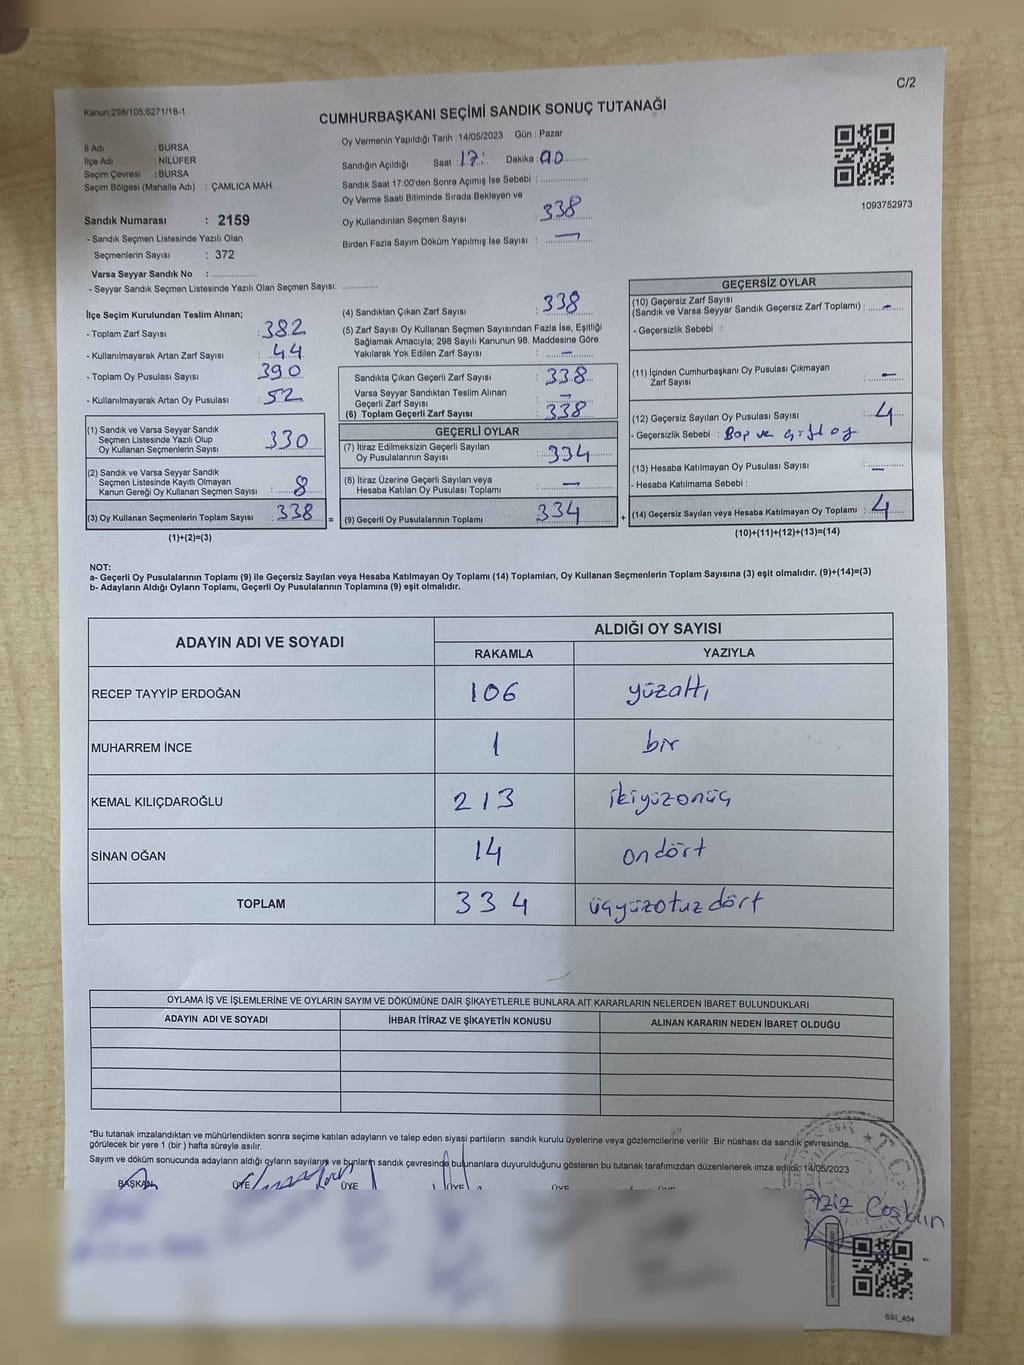 C/2
Kanun:298/105,6271/18-1
CUMHURBAŞKANI SEÇİMİ SANDIK SONUÇ TUTANAĞI
İl Adı : BURSA
İlçe Adı : NİLÜFER
Seçim Çevresi : BURSA
Seçim Bölgesi (Mahalle Adı) : ÇAMLICA MAH.
Sandık Numarası : 2159
- Sandık Seçmen Listesinde Yazılı Olan
Seçmenlerin Sayısı : 372
Varsa Seyyar Sandık No :
- Seyyar Sandık Seçmen Listesinde Yazılı Olan Seçmen Sayısı:
Oy Vermenin Yapıldığı Tarih : 14/05/2023 Gün : Pazar
Sandığın Açıldığı Saat : 17: Dakika :
Sandık Saat 17:00'den Sonra Açımış İse Sebebi :
Oy Verme Saati Bitiminde Sırada Bekleyen ve
Oy Kullandırılan Seçmen Sayısı : 338
Birden Fazla Sayım Döküm Yapılmış İse Sayısı : —
1093752973
İlçe Seçim Kurulundan Teslim Alınan;
- Toplam Zarf Sayısı : 382
- Kullanılmayarak Artan Zarf Sayısı : 44
- Toplam Oy Pusulası Sayısı : 390
- Kullanılmayarak Artan Oy Pusulası : 52
(1) Sandık ve Varsa Seyyar Sandık
Seçmen Listesinde Yazılı Olup
Oy Kullanan Seçmenlerin Sayısı : 330
(2) Sandık ve Varsa Seyyar Sandık
Seçmen Listesinde Kayıtlı Olmayan
Kanun Gereği Oy Kullanan Seçmen Sayısı : 8
(3) Oy Kullanan Seçmenlerin Toplam Sayısı : 338 =
(1)+(2)=(3)
(4) Sandıktan Çıkan Zarf Sayısı : 338
(5) Zarf Sayısı Oy Kullanan Seçmen Sayısından Fazla İse, Eşitliği
Sağlamak Amacıyla; 298 Sayılı Kanunun 98. Maddesine Göre
Yakılarak Yok Edilen Zarf Sayısı : —
Sandıkta Çıkan Geçerli Zarf Sayısı : 338
Varsa Seyyar Sandıktan Teslim Alınan
Geçerli Zarf Sayısı : —
(6) Toplam Geçerli Zarf Sayısı : 338
GEÇERLİ OYLAR
(7) İtiraz Edilmeksizin Geçerli Sayılan
Oy Pusulalarının Sayısı : 334
(8) İtiraz Üzerine Geçerli Sayılan veya
Hesaba Katılan Oy Pusulası Toplamı : —
(9) Geçerli Oy Pusulalarının Toplamı : 334 +
GEÇERSİZ OYLAR
(10) Geçersiz Zarf Sayısı
(Sandık ve Varsa Seyyar Sandık Geçersiz Zarf Toplamı) : —
- Geçersizlik Sebebi :
(11) İçinden Cumhurbaşkanı Oy Pusulası Çıkmayan
Zarf Sayısı : —
(12) Geçersiz Sayılan Oy Pusulası Sayısı : 4
- Geçersizlik Sebebi : ve çift oy
(13) Hesaba Katılmayan Oy Pusulası Sayısı : —
- Hesaba Katılmama Sebebi :
(14) Geçersiz Sayılan veya Hesaba Katılmayan Oy Toplamı : 4
(10)+(11)+(12)+(13)=(14)
NOT:
a- Geçerli Oy Pusulalarının Toplamı (9) ile Geçersiz Sayılan veya Hesaba Katılmayan Oy Toplamı (14) Toplamları, Oy Kullanan Seçmenlerin Toplam Sayısına (3) eşit olmalıdır. (9)+(14)=(3)
b- Adayların Aldığı Oyların Toplamı, Geçerli Oy Pusulalarının Toplamına (9) eşit olmalıdır.
ADAYIN ADI VE SOYADI ALDIĞI OY SAYISI
RAKAMLA YAZIYLA
RECEP TAYYİP ERDOĞAN 106 yüzaltı
MUHARREM İNCE 1 bir
KEMAL KILIÇDAROĞLU 213 ikiyüzonüç
SİNAN OĞAN 14 ondört
TOPLAM 334 üçyüzotuzdört
OYLAMA İŞ VE İŞLEMLERİNE VE OYLARIN SAYIM VE DÖKÜMÜNE DAİR ŞİKAYETLERLE BUNLARA AİT KARARLARIN NELERDEN İBARET BULUNDUKLARI
ADAYIN ADI VE SOYADI İHBAR İTİRAZ VE ŞİKAYETİN KONUSU ALINAN KARARIN NEDEN İBARET OLDUĞU
*Bu tutanak imzalandıktan ve mühürlendikten sonra seçime katılan adayların ve talep eden siyasi partilerin sandık kurulu üyelerine veya gözlemcilerine verilir. Bir nüshası da sandık çevresinde
görülecek bir yere 1 (bir ) hafta süreyle asılır.
Sayım ve döküm sonucunda adayların aldığı oyların sayılarını ve bunların sandık çevresinde bulunanlara duyurulduğunu gösteren bu tutanak tarafımızdan düzenlenerek imza edildi. 14/05/2023
BAŞKAN ÜYE ÜYE ÜYE ÜYE
T.C.
Aziz Coşkun
SSI_404